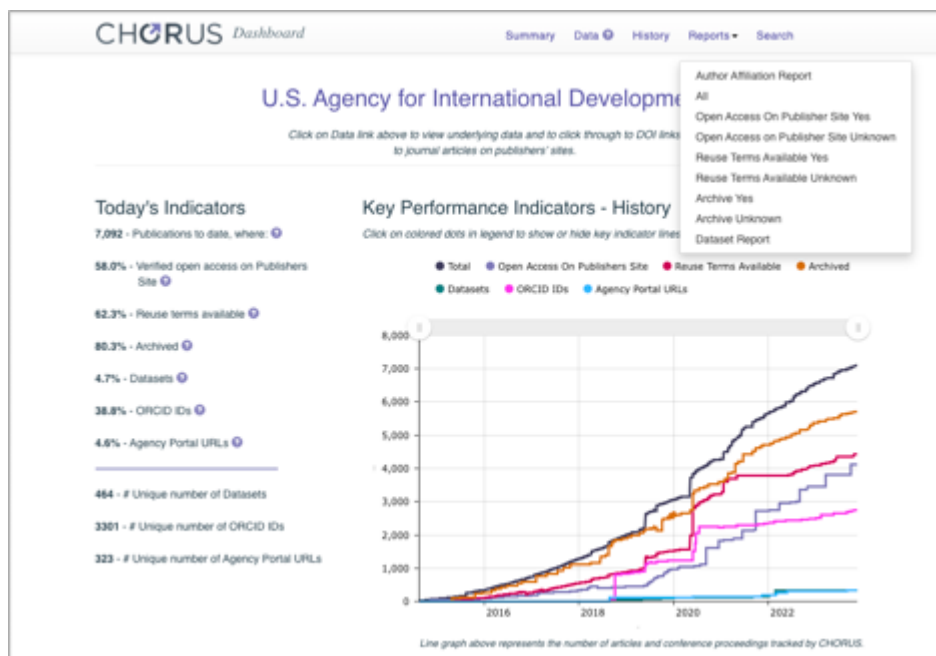 CHORUS Dashboard
Summary Data ? History Reports Search
Author Affiliation Report
All
Open Access On Publisher Site Yes
Open Access on Publisher Site Unknown
Reuse Terms Available Yes
Reuse Terms Available Unknown
Archive Yes
Archive Unknown
Dataset Report
U.S. Agency for International Developme
Click on Data link above to view underlying data and to click through to DOI links
to journal articles on publishers' sites.
Today's Indicators
7,092 - Publications to date, where: ?
58.0% - Verified open access on Publishers
Site ?
62.3% - Reuse terms available ?
80.3% - Archived ?
4.7% - Datasets ?
38.8% - ORCID IDs ?
4.6% - Agency Portal URLs ?
464 - # Unique number of Datasets
3301 - # Unique number of ORCID IDs
323 - # Unique number of Agency Portal URLs
Key Performance Indicators - History
Click on colored dots in legend to show or hide key indicator lines
Total Open Access On Publishers Site Reuse Terms Available Archived
Datasets ORCID IDs Agency Portal URLs
8,000
7,000
6,000
5,000
4,000
3,000
2,000
1,000
0
2016 2018 2020 2022
Line graph above represents the number of articles and conference proceedings tracked by CHORUS.